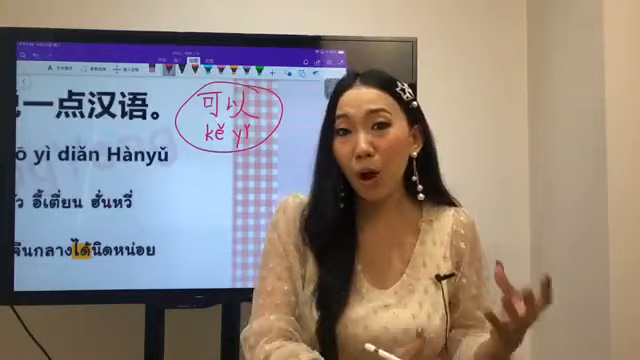 一点汉语。
可以
kě yǐ
yì diǎn Hànyǔ
อี้เตี่ยน ฮั่นหวี่
จีนกลางได้นิดหน่อย